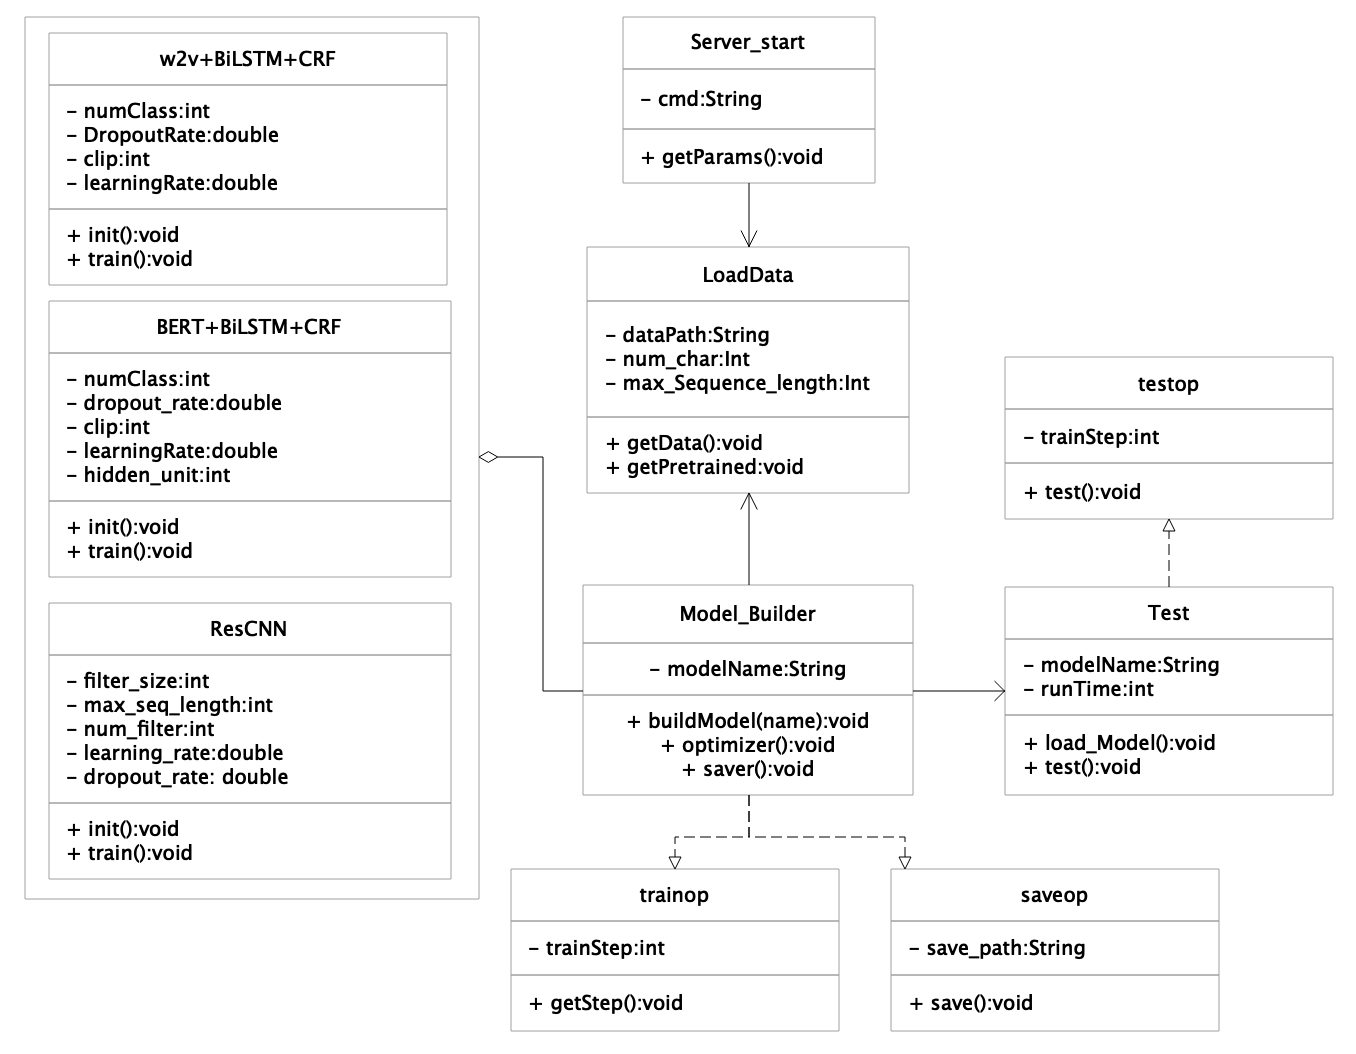 w2v+BiLSTM+CRF
- numClass:int
- DropoutRate:double
- clip:int
- learningRate:double
+ init():void
+ train():void
BERT+BiLSTM+CRF
- numClass:int
- dropout_rate:double
- clip:int
- learningRate:double
- hidden_unit:int
+ init():void
+ train():void
ResCNN
- filter_size:int
- max_seq_length:int
- num_filter:int
- learning_rate:double
- dropout_rate: double
+ init():void
+ train():void
Server_start
- cmd:String
+ getParams():void
LoadData
- dataPath:String
- num_char:Int
- max_Sequence_length:Int
+ getData():void
+ getPretrained:void
Model_Builder
- modelName:String
+ buildModel(name):void
+ optimizer():void
+ saver():void
testop
- trainStep:int
+ test():void
Test
- modelName:String
- runTime:int
+ load_Model():void
+ test():void
trainop
- trainStep:int
+ getStep():void
saveop
- save_path:String
+ save():void